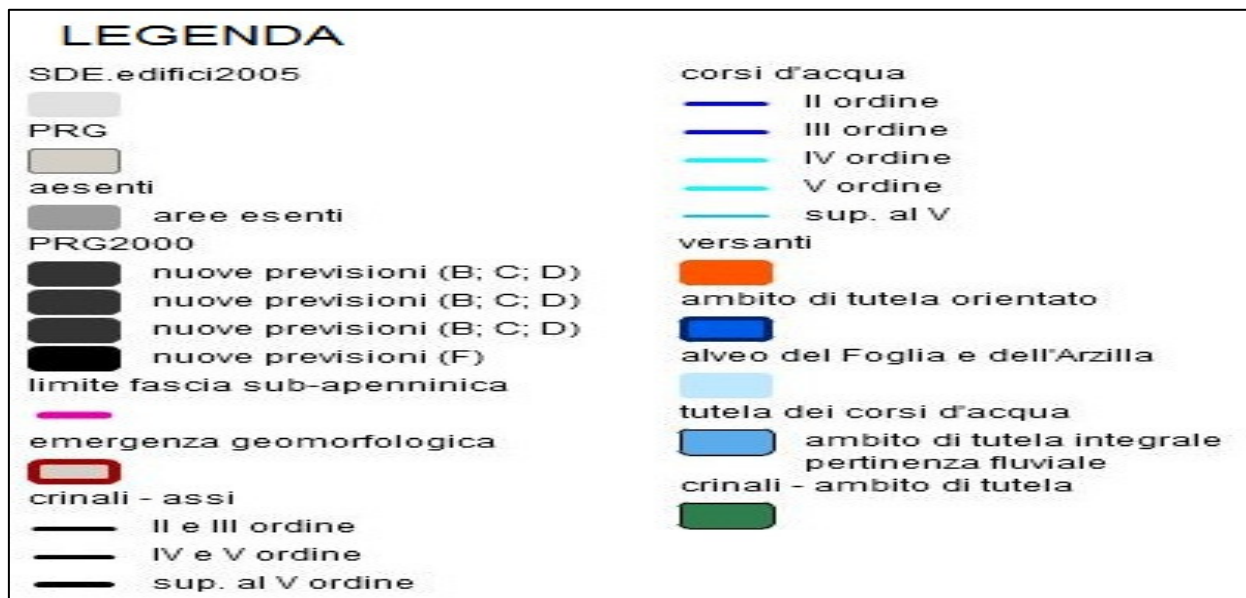 LEGENDA
SDE.edifici2005
PRG
aesenti
aree esenti
PRG2000
nuove previsioni (B; C; D)
nuove previsioni (B; C; D)
nuove previsioni (B; C; D)
nuove previsioni (F)
limite fascia sub-apenninica
emergenza geomorfologica
crinali - assi
II e III ordine
IV e V ordine
sup. al V ordine
corsi d'acqua
II ordine
III ordine
IV ordine
V ordine
sup. al V
versanti
ambito di tutela orientato
alveo del Foglia e dell'Arzilla
tutela dei corsi d'acqua
ambito di tutela integrale
pertinenza fluviale
crinali - ambito di tutela